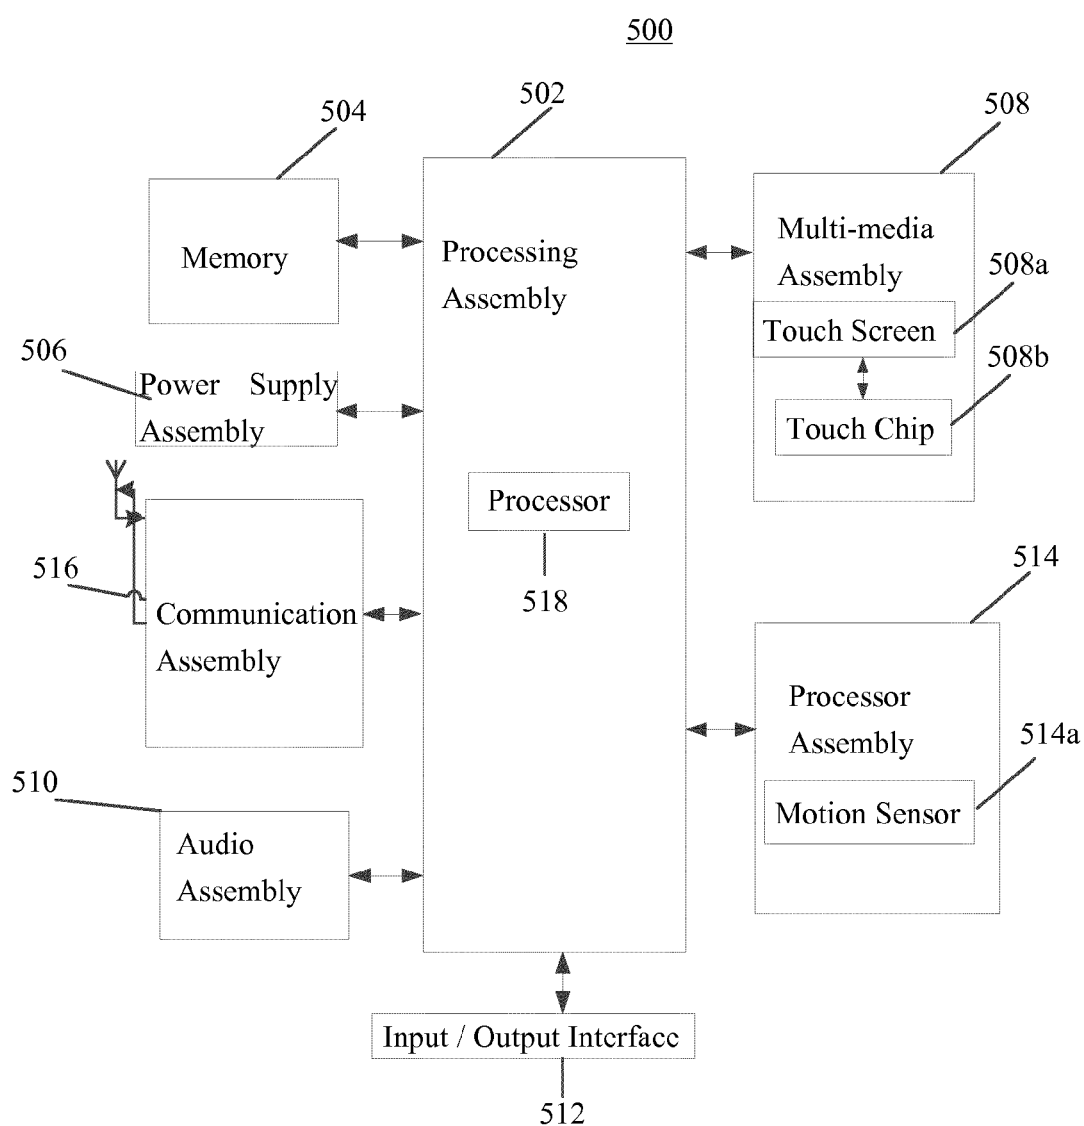 500
502
504
508
Memory
Processing
Assembly
Multi-media
Assembly
508a
Touch Screen
506
508b
Power Supply
Assembly
Touch Chip
Processor
518
516
Communication
Assembly
514
Processor
Assembly
514a
Motion Sensor
510
Audio
Assembly
Input / Output Interface
512